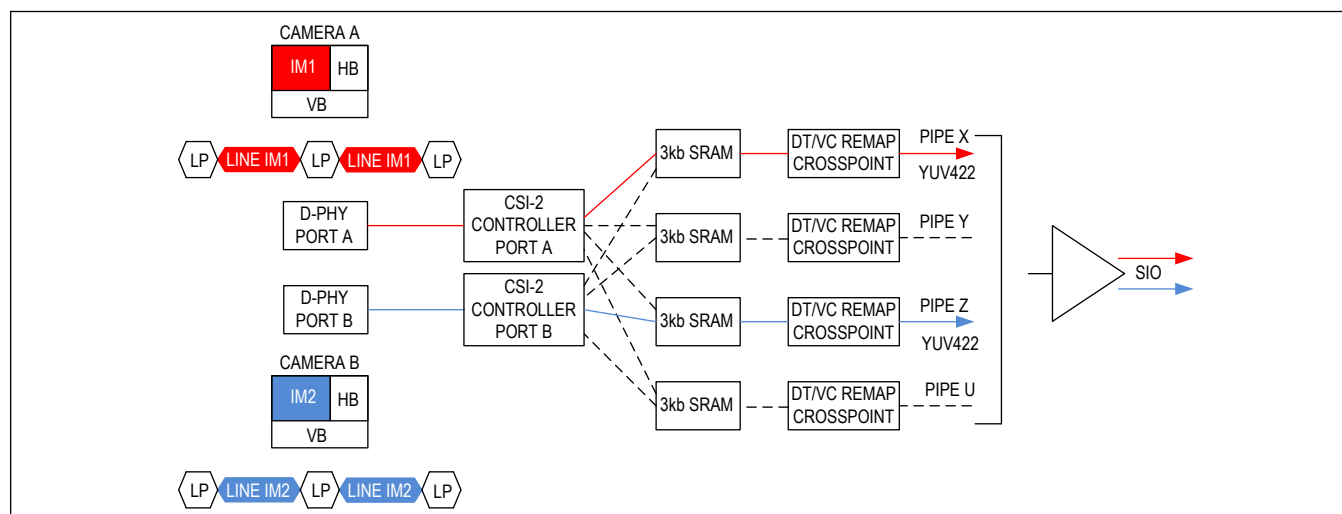 CAMERA A
IM1 HB
VB
LP LINE IM1 LP LINE IM1 LP
D-PHY
PORT A
CSI-2
CONTROLLER
PORT A
D-PHY
PORT B
CSI-2
CONTROLLER
PORT B
CAMERA B
IM2 HB
VB
LP LINE IM2 LP LINE IM2 LP
3kb SRAM
DT/VC REMAP
CROSSPOINT
PIPE X
YUV422
3kb SRAM
DT/VC REMAP
CROSSPOINT
PIPE Y
3kb SRAM
DT/VC REMAP
CROSSPOINT
PIPE Z
YUV422
3kb SRAM
DT/VC REMAP
CROSSPOINT
PIPE U
SIO